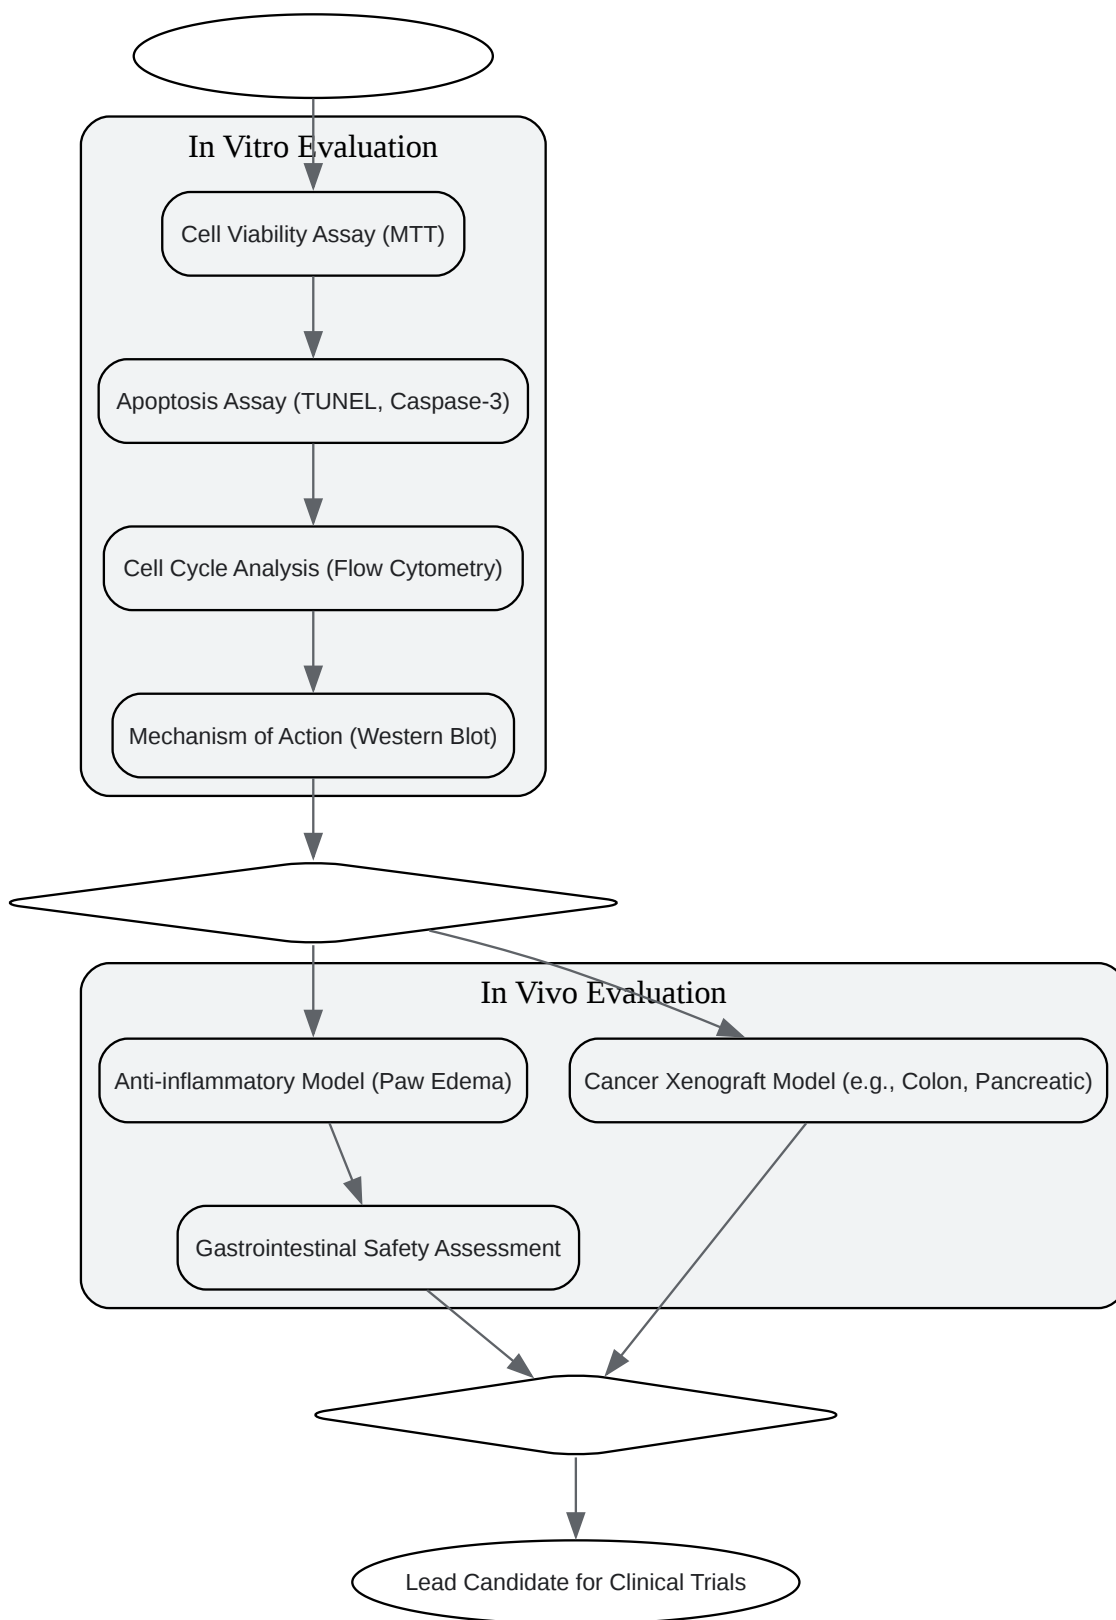 In Vitro Evaluation
Cell Viability Assay (MTT)
Apoptosis Assay (TUNEL, Caspase-3)
Cell Cycle Analysis (Flow Cytometry)
Mechanism of Action (Western Blot)
In Vivo Evaluation
Anti-inflammatory Model (Paw Edema)
Cancer Xenograft Model (e.g., Colon, Pancreatic)
Gastrointestinal Safety Assessment
Lead Candidate for Clinical Trials